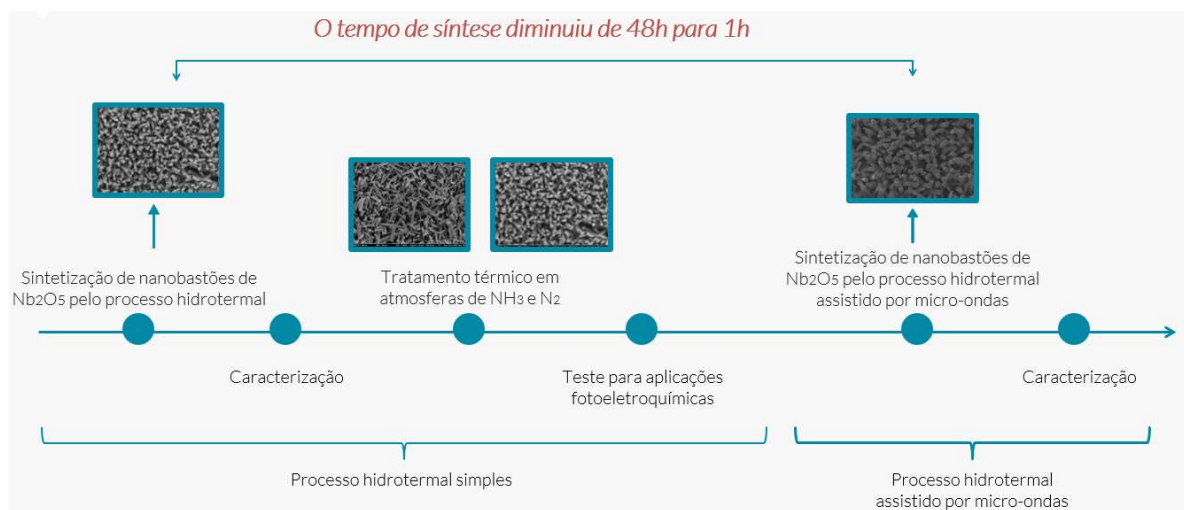 O tempo de síntese diminuiu de 48h para 1h
Sintetização de nanobastões de
Nb2O5 pelo processo hidrotermal
Tratamento térmico em
atmosferas de NH3 e N2
Sintetização de nanobastões de
Nb2O5 pelo processo hidrotermal
assistido por micro-ondas
Caracterização
Teste para aplicações
fotoeletroquímicas
Caracterização
Processo hidrotermal simples
Processo hidrotermal
assistido por micro-ondas